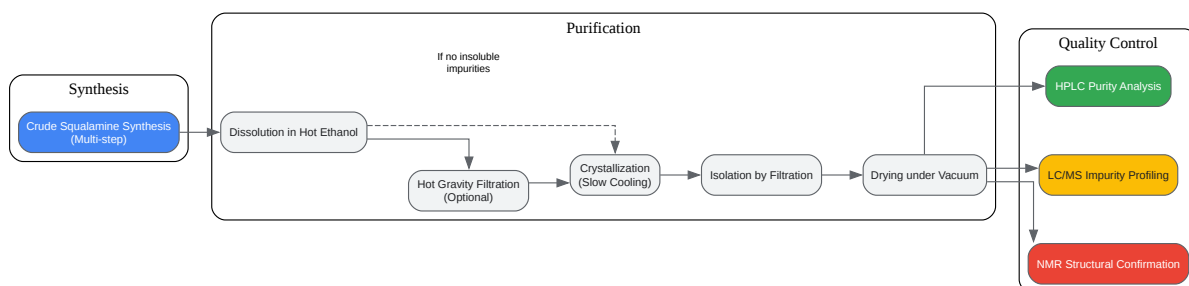 Synthesis
Crude Squalamine Synthesis
(Multi-step)
Purification
If no insoluble
impurities
Dissolution in Hot Ethanol
Hot Gravity Filtration
(Optional)
Crystallization
(Slow Cooling)
Isolation by Filtration
Drying under Vacuum
Quality Control
HPLC Purity Analysis
LC/MS Impurity Profiling
NMR Structural Confirmation